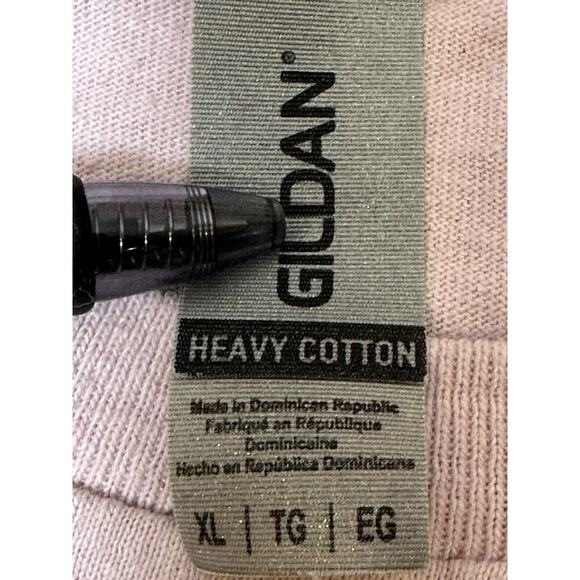 GILDAN®
HEAVY COTTON
Made in Dominican Republic
Fabriqué en République
Dominicaine
Hecho en República Dominicana
XL | TG | EG